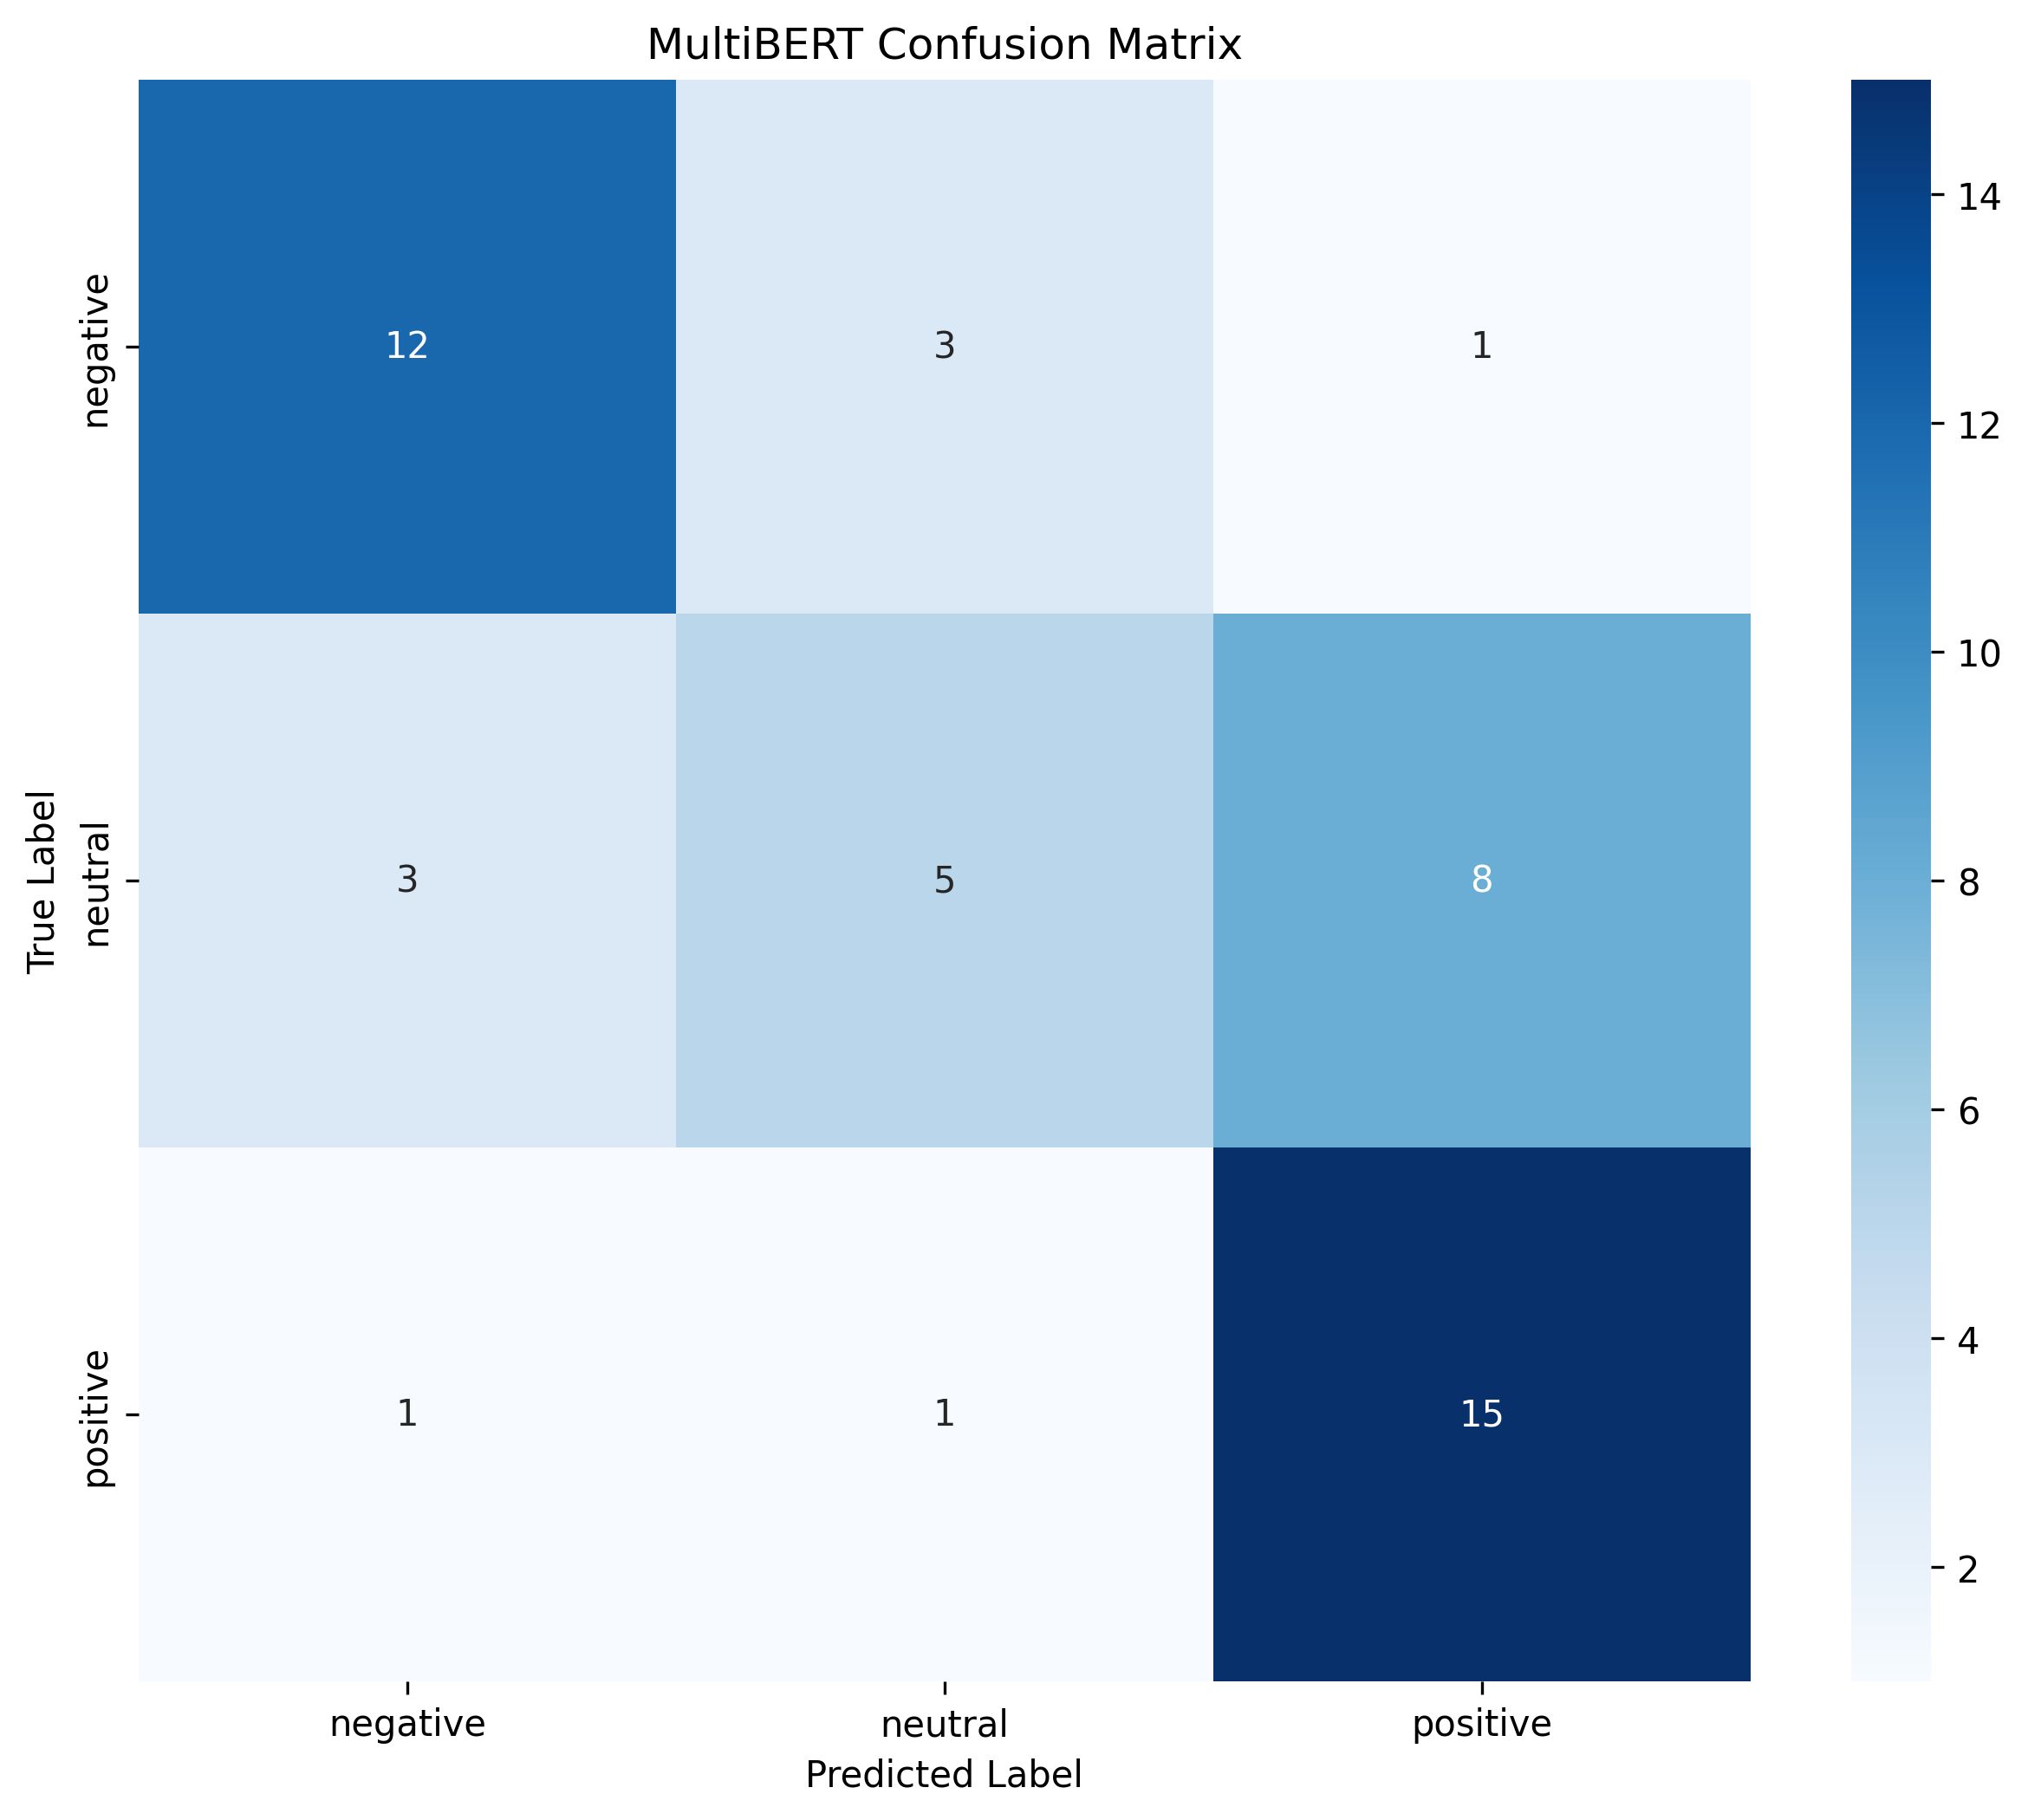 MultiBERT Confusion Matrix
True Label
negative
12 3 1
neutral
3 5 8
positive
1 1 15
negative neutral positive
Predicted Label
14
12
10
8
6
4
2